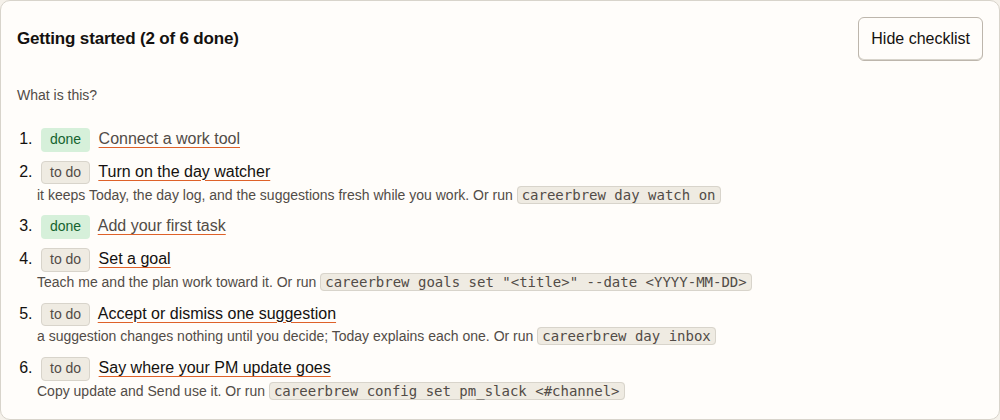 Getting started (2 of 6 done)
Hide checklist
What is this?
1. done Connect a work tool
2. to do Turn on the day watcher
it keeps Today, the day log, and the suggestions fresh while you work. Or run careerbrew day watch on
3. done Add your first task
4. to do Set a goal
Teach me and the plan work toward it. Or run careerbrew goals set "<title>" --date <YYYY-MM-DD>
5. to do Accept or dismiss one suggestion
a suggestion changes nothing until you decide; Today explains each one. Or run careerbrew day inbox
6. to do Say where your PM update goes
Copy update and Send use it. Or run careerbrew config set pm_slack <#channel>